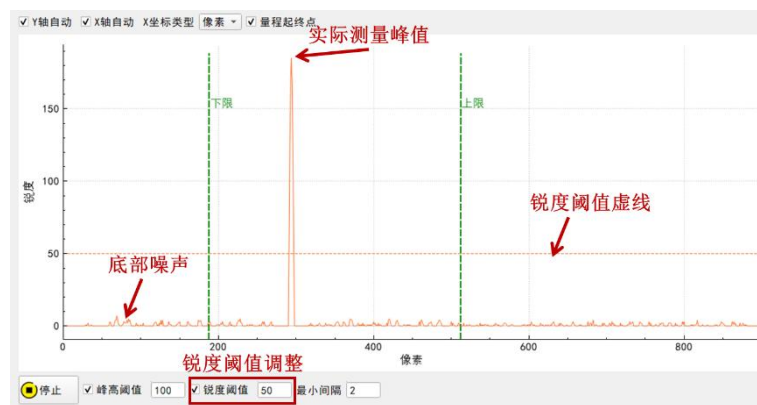 Y轴自动 X轴自动 X坐标类型 像素 量程起终点
实际测量峰值
下限
上限
150
100
50
0
锐度
锐度阈值虚线
底部噪声
0
200
400
600
800
像素
锐度阈值调整
停止 峰高阈值 100 锐度阈值 50 最小间隔 2